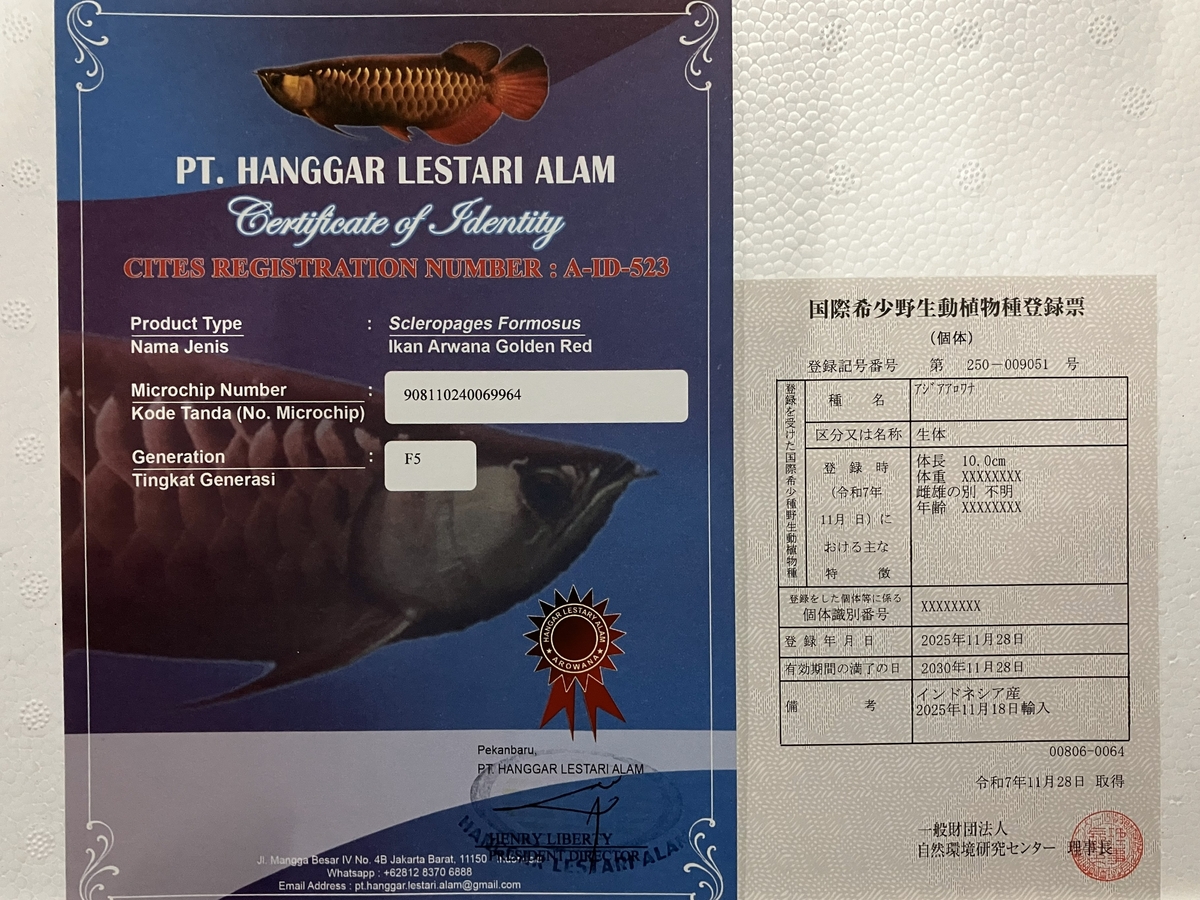 PT. HANGGAR LESTARI ALAM
Certificate of Identity
CITES REGISTRATION NUMBER : A-ID-523
Product Type : Scleropages Formosus
Nama Jenis Ikan Arwana Golden Red
Microchip Number : 908110240069964
Kode Tanda (No. Microchip)
Generation : F5
Tingkat Generasi
HANGGAR LESTARY ALAM
★ AROWANA ★
Pekanbaru,
PT. HANGGAR LESTARI ALAM
HENRY LIBERTY
PRESIDENT DIRECTOR
Jl. Mangga Besar IV No. 4B Jakarta Barat, 11150
Whatsapp : +62812 8370 6888
Email Address : pt.hanggar.lestari.alam@gmail.com
国際希少野生動植物種登録票
(個体)
登録記号番号 第 250-009051 号
登録を受けた国際希少野生動植物種
種名 アジアアロワナ
区分又は名称 生体
登録時
(令和7年
11月 日)に
おける主な
特徴
体長 10.0cm
体重 XXXXXXXX
雌雄の別 不明
年齢 XXXXXXXX
登録をした個体等に係る
個体識別番号 XXXXXXXX
登録年月日 2025年11月28日
有効期間の満了の日 2030年11月28日
備考 インドネシア産
2025年11月18日輸入
00806-0064
令和7年11月28日 取得
一般財団法人
自然環境研究センター 理事長